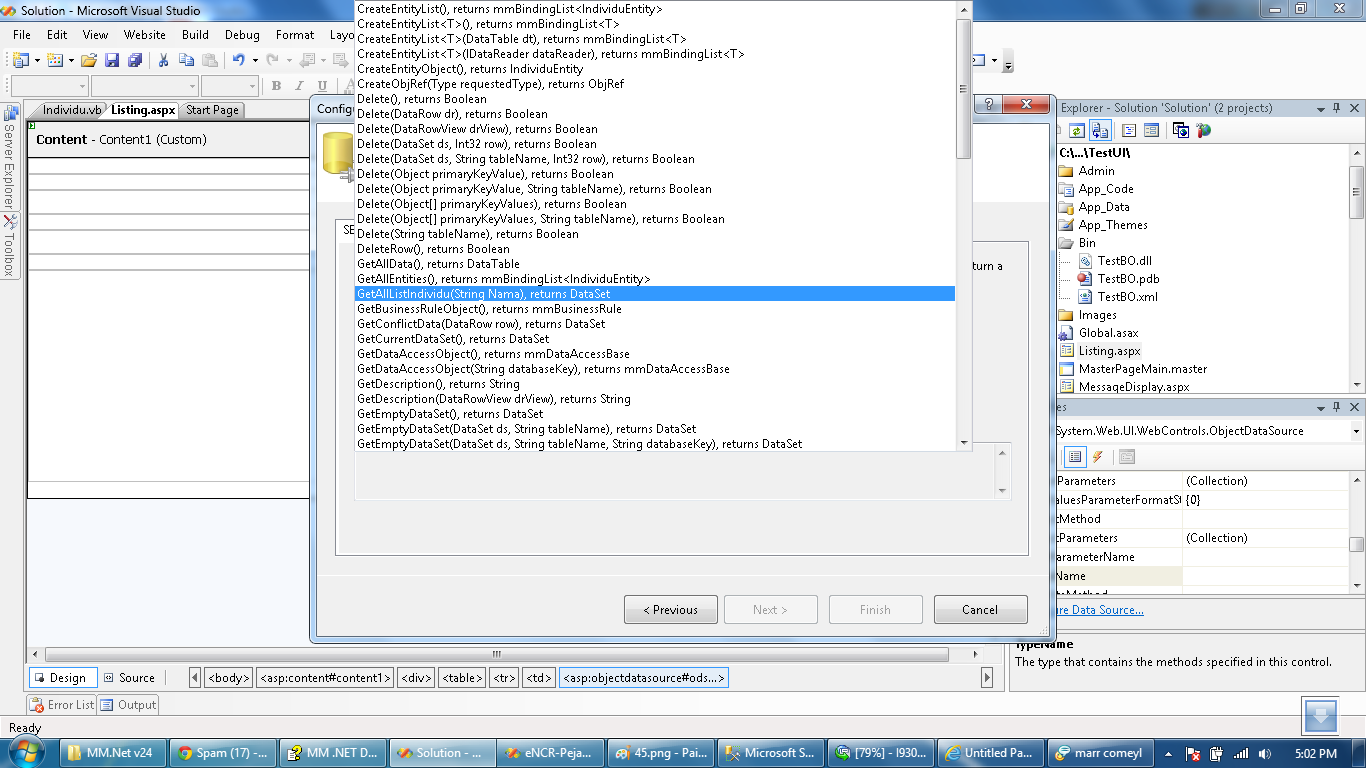 Solution - Microsoft Visual Studio
File Edit View Website Build Debug Format Layo
Individu.vb Listing.aspx Start Page
Server Explorer
Toolbox
Content - Content1 (Custom)
Config
SE
CreateEntityList(), returns mmBindingList<IndividuEntity>
CreateEntityList<T>(), returns mmBindingList<T>
CreateEntityList<T>(DataTable dt), returns mmBindingList<T>
CreateEntityList<T>(IDataReader dataReader), returns mmBindingList<T>
CreateEntityObject(), returns IndividuEntity
CreateObjRef(Type requestedType), returns ObjRef
Delete(), returns Boolean
Delete(DataRow dr), returns Boolean
Delete(DataRowView drView), returns Boolean
Delete(DataSet ds, Int32 row), returns Boolean
Delete(DataSet ds, String tableName, Int32 row), returns Boolean
Delete(Object primaryKeyValue), returns Boolean
Delete(Object primaryKeyValue, String tableName), returns Boolean
Delete(Object[] primaryKeyValues), returns Boolean
Delete(Object[] primaryKeyValues, String tableName), returns Boolean
Delete(String tableName), returns Boolean
DeleteRow(), returns Boolean
GetAllData(), returns DataTable
GetAllEntities(), returns mmBindingList<IndividuEntity>
GetAllListIndividu(String Nama), returns DataSet
GetBusinessRuleObject(), returns mmBusinessRule
GetConflictData(DataRow row), returns DataSet
GetCurrentDataSet(), returns DataSet
GetDataAccessObject(), returns mmDataAccessBase
GetDataAccessObject(String databaseKey), returns mmDataAccessBase
GetDescription(), returns String
GetDescription(DataRowView drView), returns String
GetEmptyDataSet(), returns DataSet
GetEmptyDataSet(DataSet ds, String tableName), returns DataSet
GetEmptyDataSet(DataSet ds, String tableName, String databaseKey), returns DataSet
turn a
< Previous Next > Finish Cancel
Explorer - Solution 'Solution' (2 projects)
C:\...\TestUI\
Admin
App_Code
App_Data
App_Themes
Bin
TestBO.dll
TestBO.pdb
TestBO.xml
Images
Global.asax
Listing.aspx
MasterPageMain.master
MessageDisplay.aspx
es
System.Web.UI.WebControls.ObjectDataSource
Parameters (Collection)
aluesParameterFormatSt {0}
tMethod
tParameters (Collection)
arameterName
Name
teMethod
ure Data Source...
TypeName
The type that contains the methods specified in this control.
Design Source <body> <asp:content#content1> <div> <table> <tr> <td> <asp:objectdatasource#ods...>
Error List Output
Ready
MM.Net v24 Spam (17) -... MM .NET D... Solution - ... eNCR-Peja... 45.png - Pai... Microsoft S... [79%] - I930... Untitled Pa... marr comeyl 5:02 PM